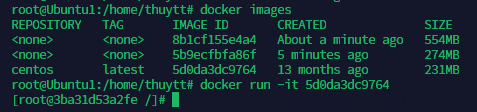 root@Ubuntu1:/home/thuytt# docker images
REPOSITORY TAG IMAGE ID CREATED SIZE
<none> <none> 8b1cf155e4a4 About a minute ago 554MB
<none> <none> 5b9ecfbfa86f 5 minutes ago 274MB
centos latest 5d0da3dc9764 13 months ago 231MB
root@Ubuntu1:/home/thuytt# docker run -it 5d0da3dc9764
[root@3ba31d53a2fe /]#